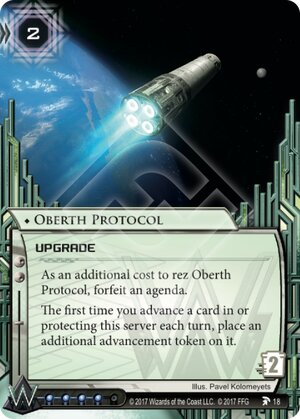 2
♦ Oberth Protocol
UPGRADE
As an additional cost to rez Oberth
Protocol, forfeit an agenda.
The first time you advance a card in or
protecting this server each turn, place an
additional advancement token on it.
2
Illus. Pavel Kolomeyets
© 2017 Wizards of the Coast LLC. © 2017 FFG
18